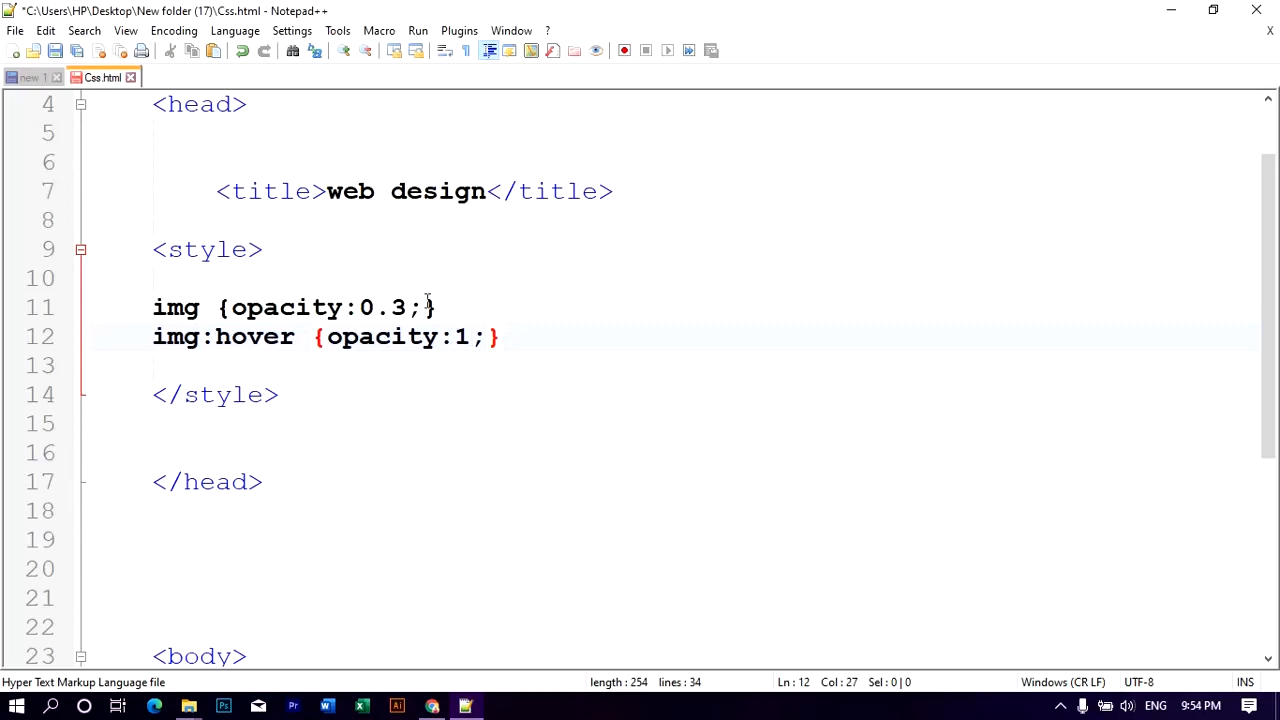 *C:\Users\HP\Desktop\New folder (17)\Css.html - Notepad++
File Edit Search View Encoding Language Settings Tools Macro Run Plugins Window ? X
new 1 Css.html
4 <head>
5
6
7 <title>web design</title>
8
9 <style>
10
11 img {opacity:0.3;}
12 img:hover {opacity:1;}
13
14 </style>
15
16
17 </head>
18
19
20
21
22
23 <body>
Hyper Text Markup Language file length : 254 lines : 34 Ln : 12 Col : 27 Sel : 0 | 0 Windows (CR LF) UTF-8 INS
Ps Pr W X Ai ENG 9:54 PM